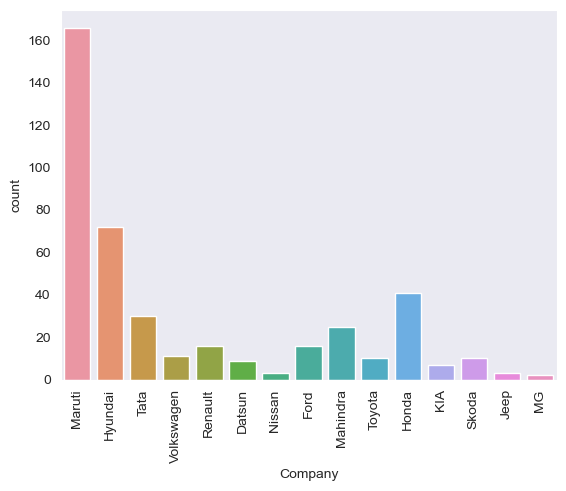 160
140
120
100
80
60
40
20
0
count
Maruti
Hyundai
Tata
Volkswagen
Renault
Datsun
Nissan
Ford
Mahindra
Toyota
Honda
KIA
Skoda
Jeep
MG
Company